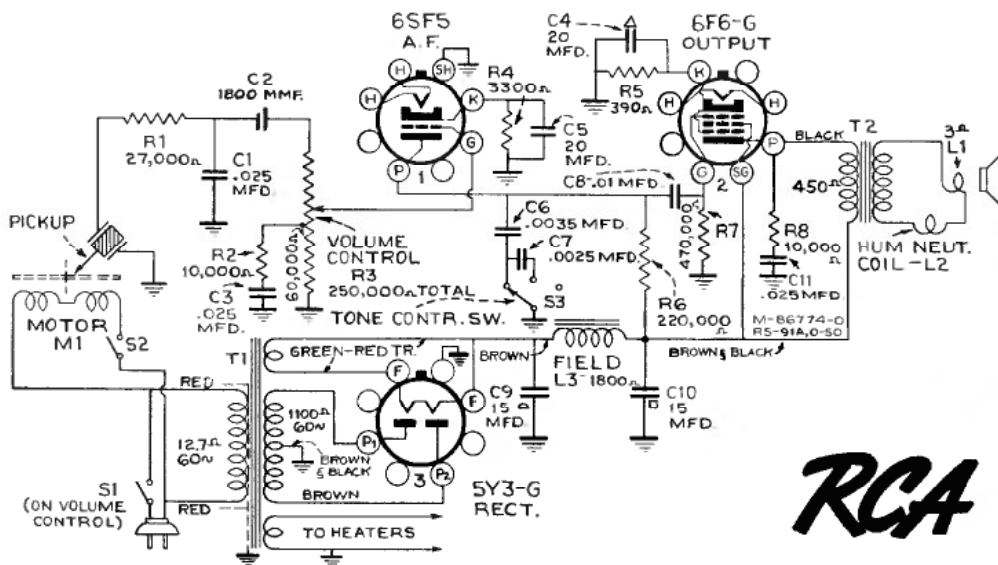 6SF5
A.F.
H
SH
H
K
G
P
1
R4
3300Ω
C5
20
MFD.
C4
20
MFD.
R5
390Ω
6F6-G
OUTPUT
K
H
H
P
G
2
SG
BLACK
T2
450Ω
3Ω
L1
HUM NEUT.
COIL-L2
C2
1800 MMF.
R1
27,000Ω
C1
.025
MFD.
PICKUP
R2
10,000Ω
C3
.025
MFD.
60,000Ω
VOLUME
CONTROL
R3
250,000Ω TOTAL
TONE CONTR. SW.
C6
.0035 MFD.
C7
.0025 MFD.
S3
C8-.01 MFD.
470,000Ω
R7
R6
220,000
Ω
R8
10,000
Ω
C11
.025 MFD.
M-86774-0
RS-91A, 0-50
BROWN & BLACK
MOTOR
M1
S2
T1
GREEN-RED TR.
BROWN
FIELD
L3-1800Ω
C9
15
MFD.
C10
15
MFD.
RED
12.7Ω
60~
RED
S1
(ON VOLUME
CONTROL)
1100Ω
60~
BROWN
& BLACK
BROWN
F
F
P1
P2
3
5Y3-G
RECT.
TO HEATERS
RCA